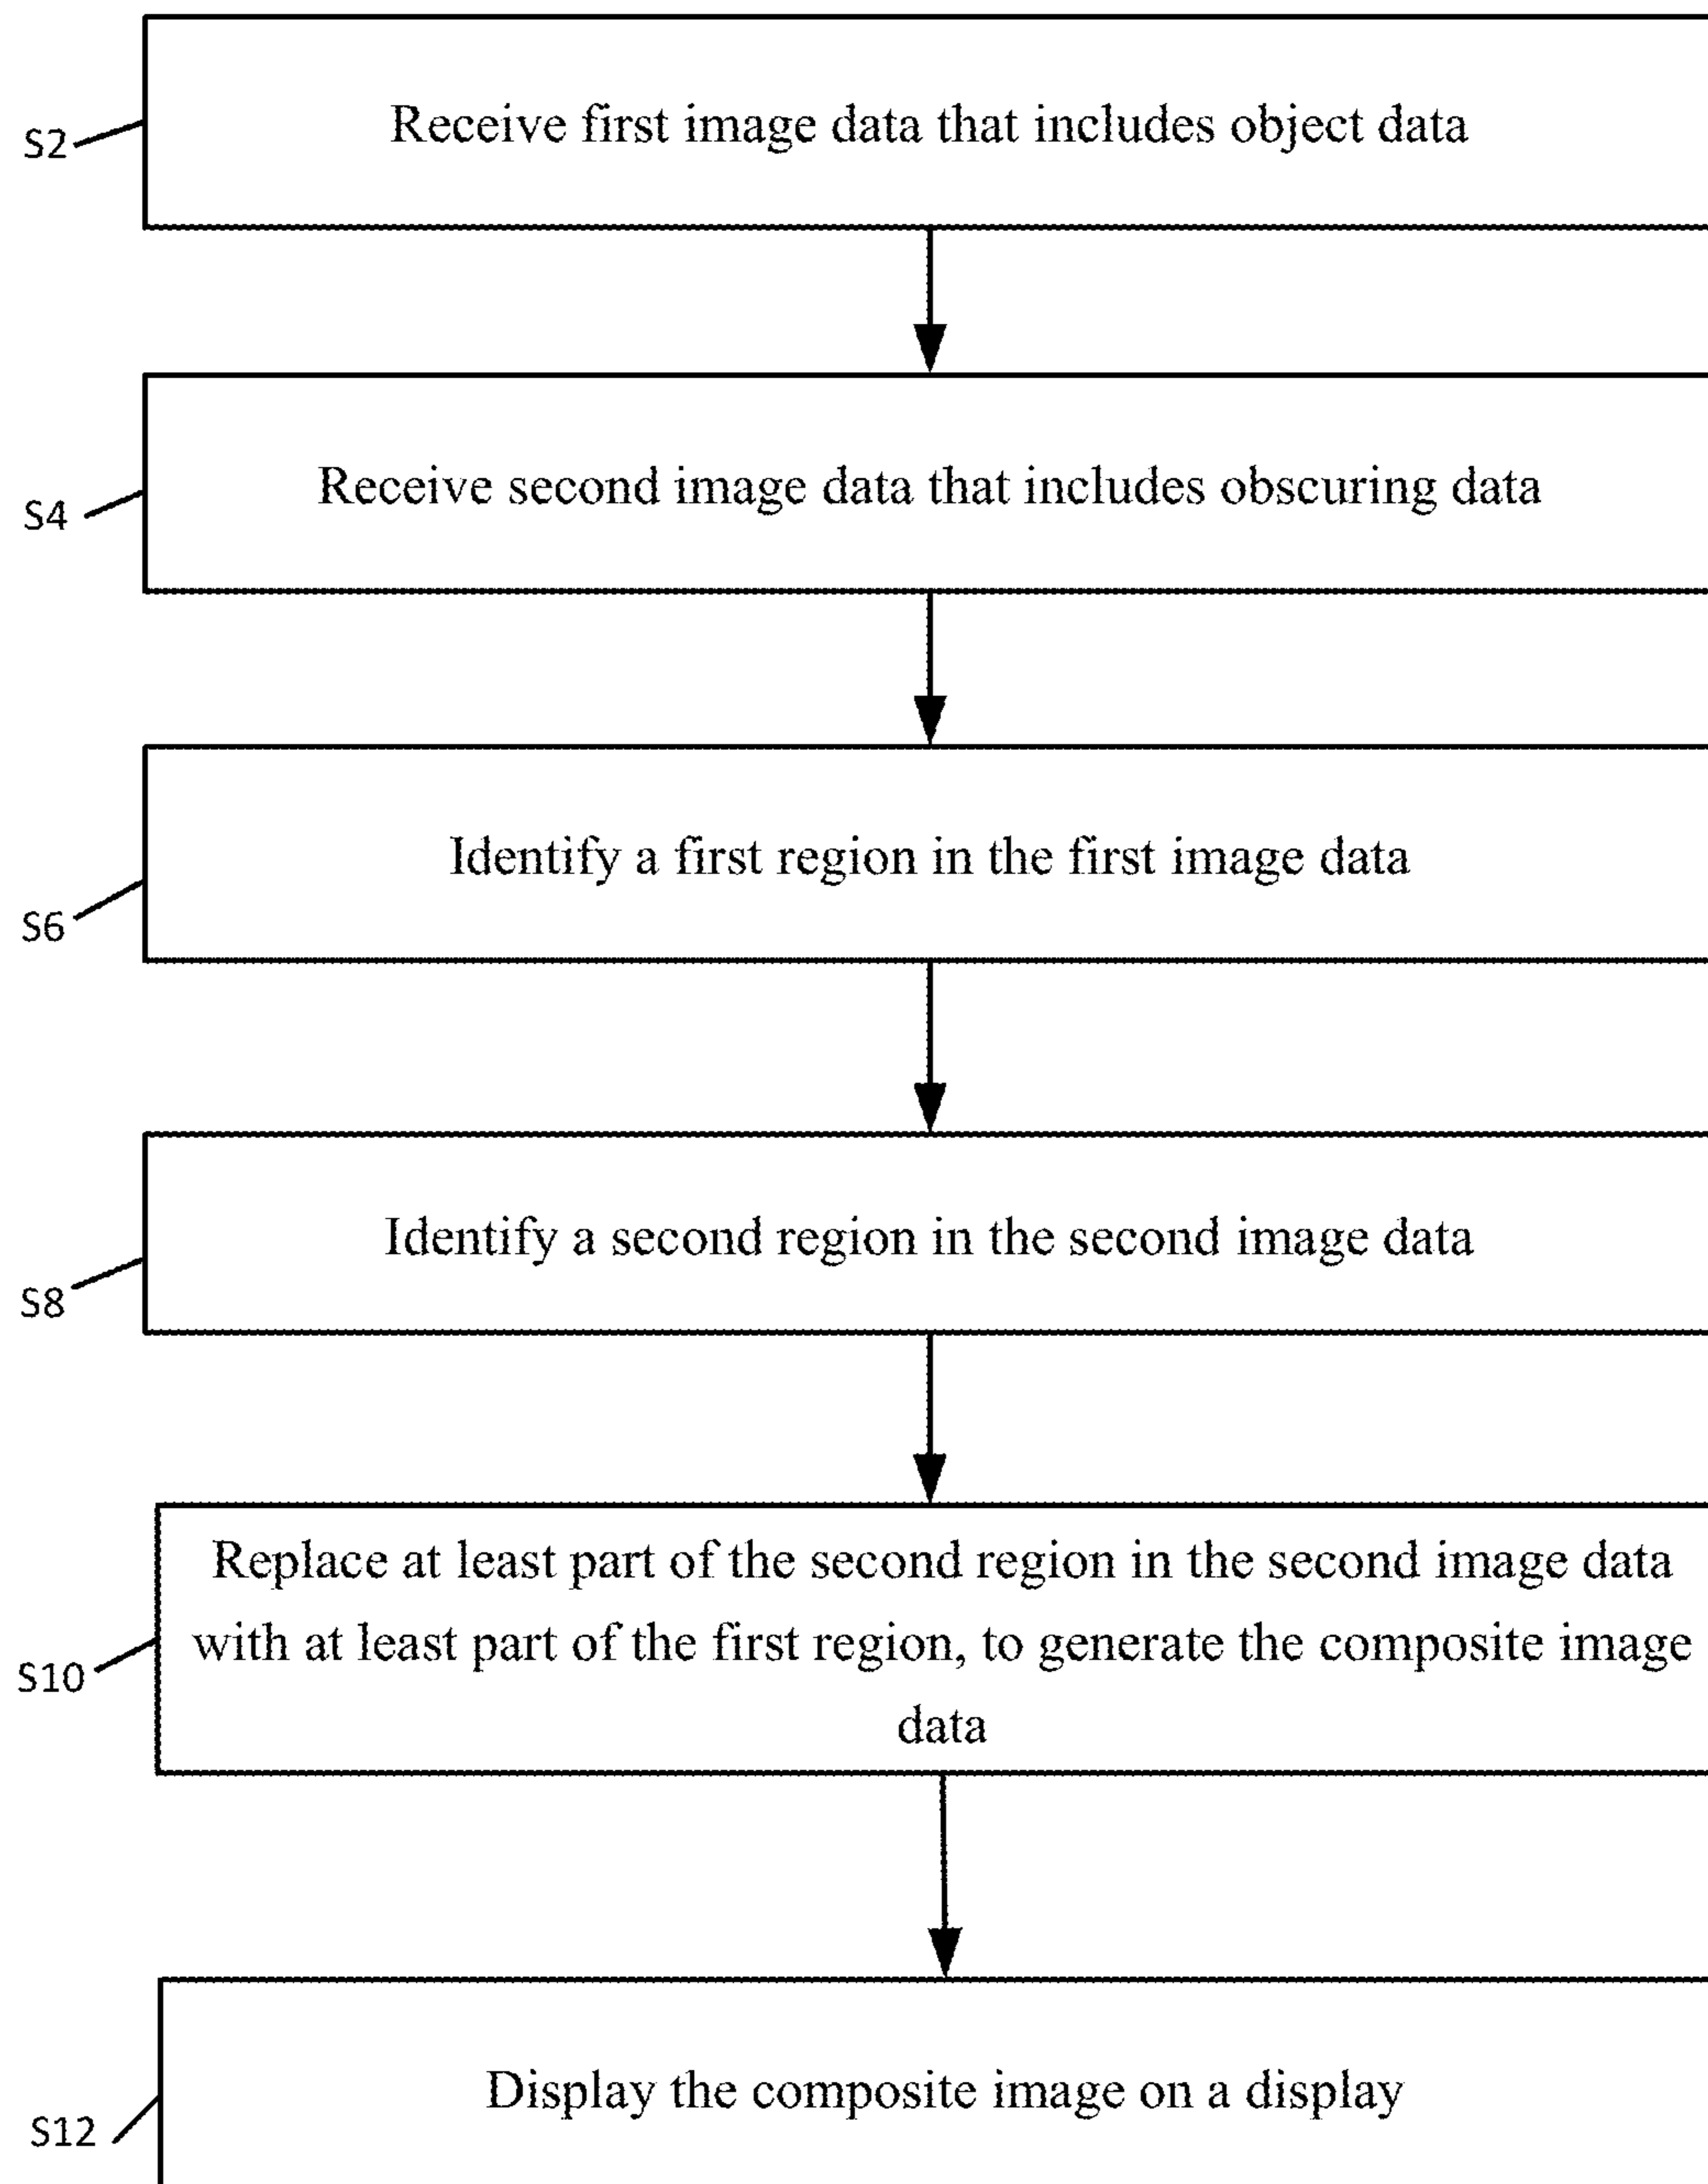 Receive first image data that includes object data
S2
Receive second image data that includes obscuring data
S4
Identify a first region in the first image data
S6
Identify a second region in the second image data
S8
Replace at least part of the second region in the second image data
with at least part of the first region, to generate the composite image
data
S10
Display the composite image on a display
S12